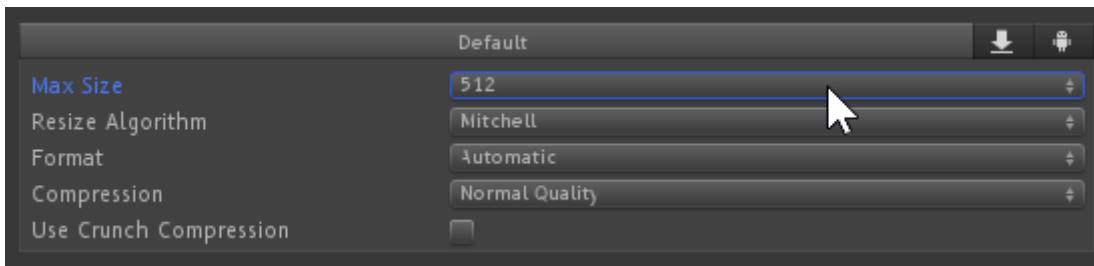 Default
Max Size 512
Resize Algorithm Mitchell
Format Automatic
Compression Normal Quality
Use Crunch Compression